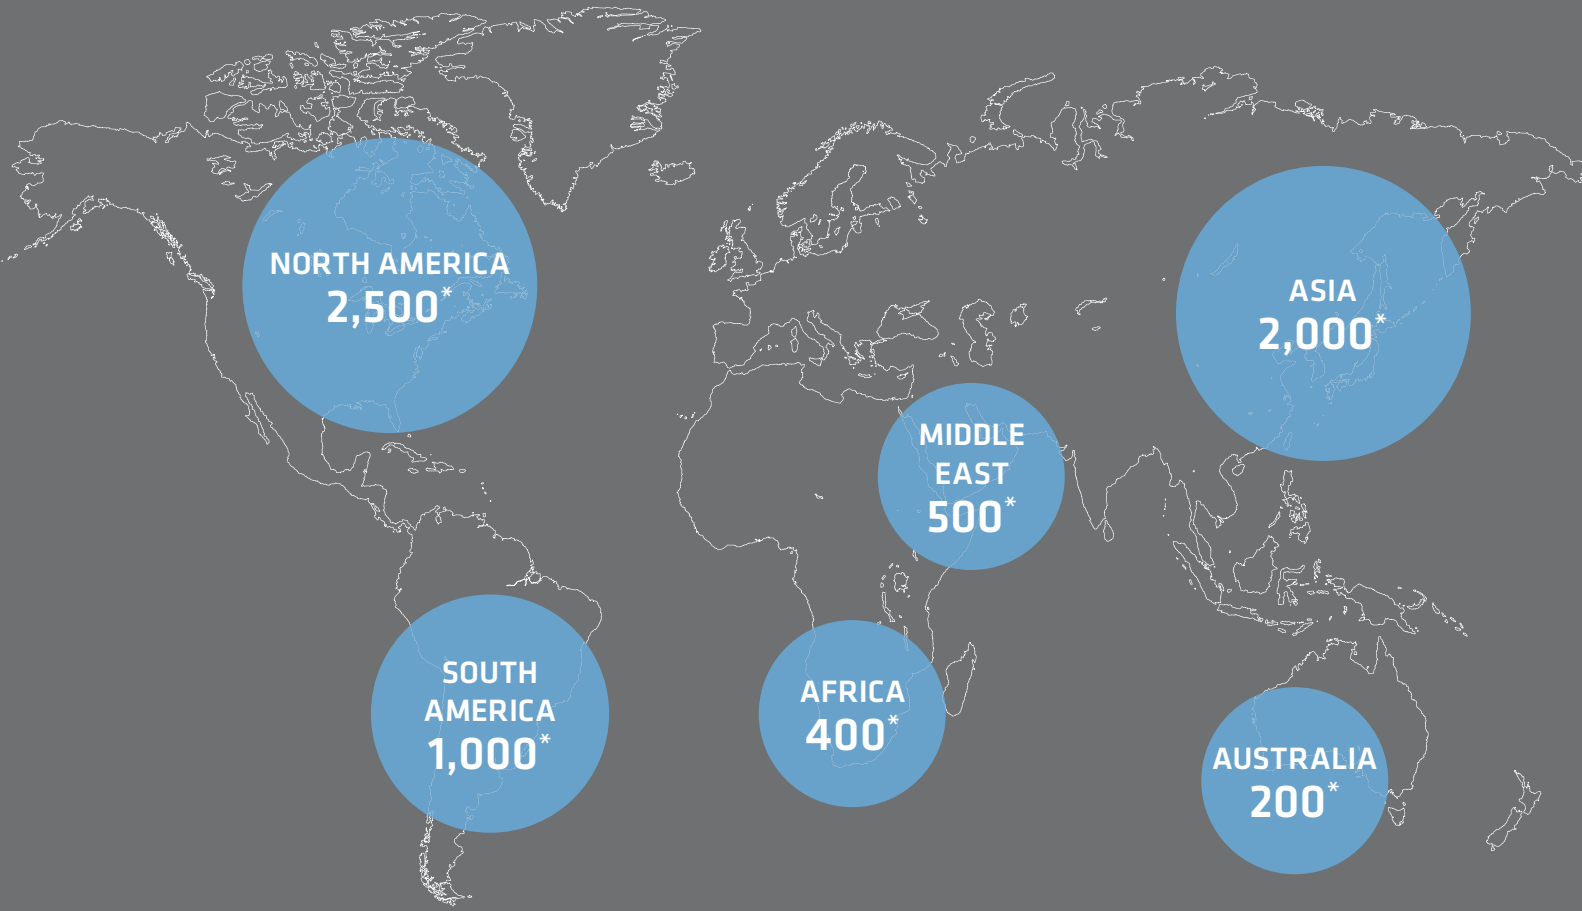 NORTH AMERICA
2,500*
ASIA
2,000*
MIDDLE
EAST
500*
SOUTH
AMERICA
1,000*
AFRICA
400*
AUSTRALIA
200*